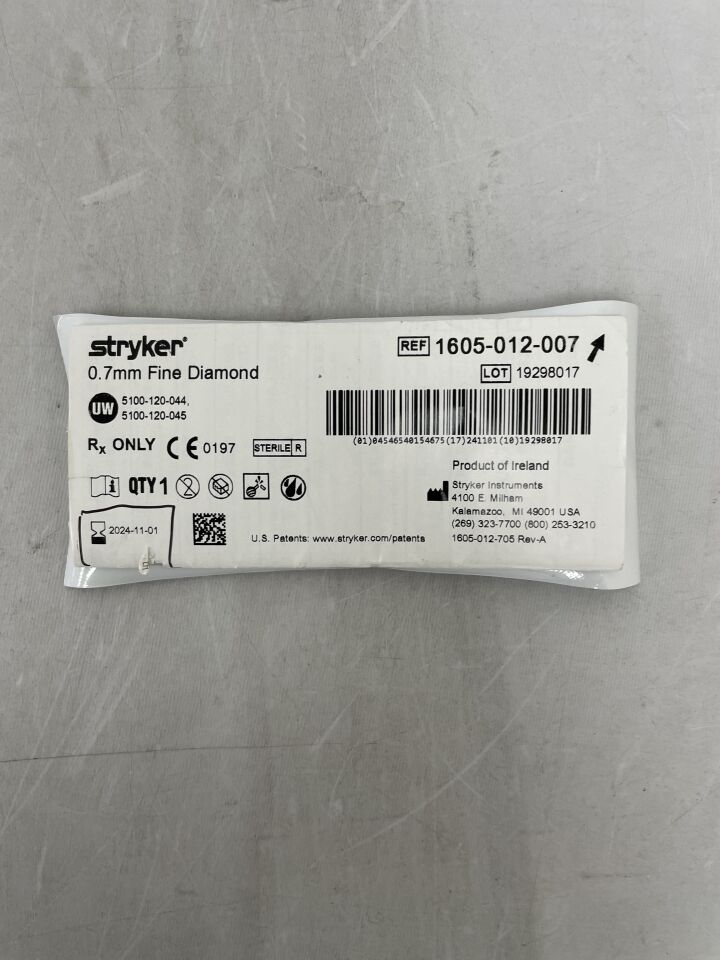 stryker®
0.7mm Fine Diamond
UW 5100-120-044,
5100-120-045
Rx ONLY CE 0197 STERILE R
QTY 1
2024-11-01
U.S. Patents: www.stryker.com/patents
REF 1605-012-007
LOT 19298017
(01)04546540154675(17)241101(10)19298017
Product of Ireland
Stryker Instruments
4100 E. Milham
Kalamazoo, MI 49001 USA
(269) 323-7700 (800) 253-3210
1605-012-705 Rev-A